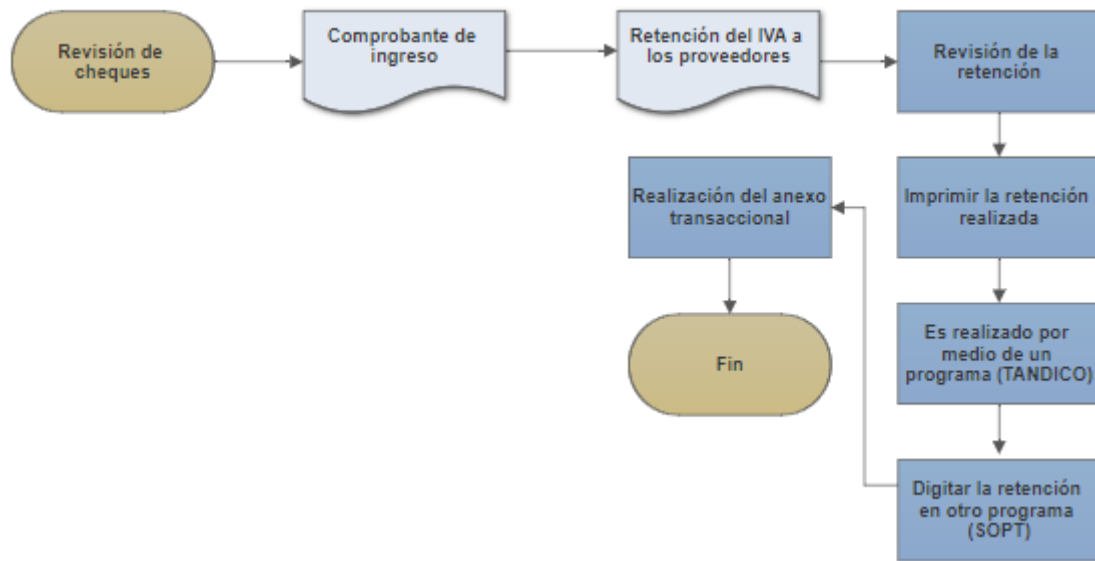 Revisión de
cheques
Comprobante de
ingreso
Retención del IVA a
los proveedores
Revisión de la
retención
Imprimir la retención
realizada
Es realizado por
medio de un
programa (TANDICO)
Digitar la retención
en otro programa
(SOPT)
Realización del anexo
transaccional
Fin